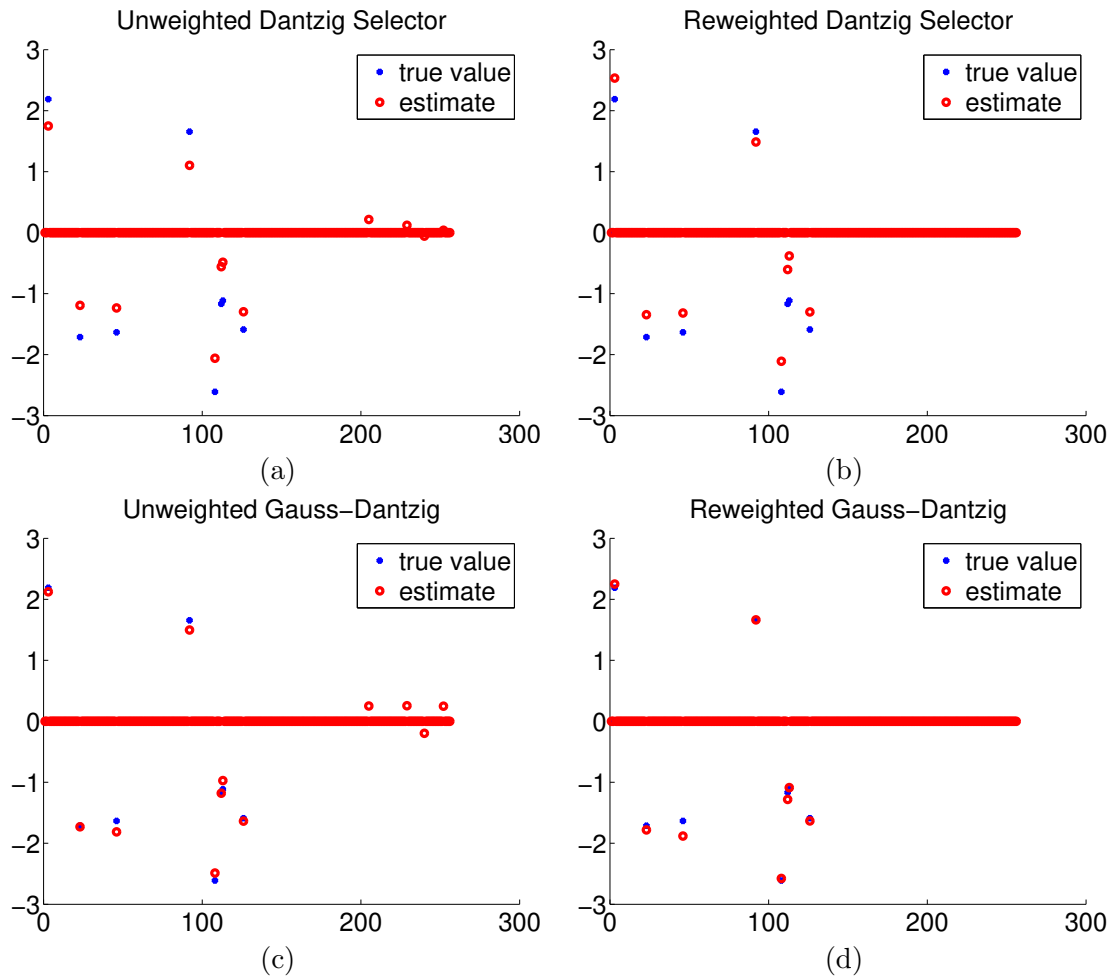 Unweighted Dantzig Selector
3
2
1
0
−1
−2
−3
0
100
200
300
true value
estimate
(a)
Reweighted Dantzig Selector
3
2
1
0
−1
−2
−3
0
100
200
300
true value
estimate
(b)
Unweighted Gauss−Dantzig
3
2
1
0
−1
−2
−3
0
100
200
300
true value
estimate
(c)
Reweighted Gauss−Dantzig
3
2
1
0
−1
−2
−3
0
100
200
300
true value
estimate
(d)